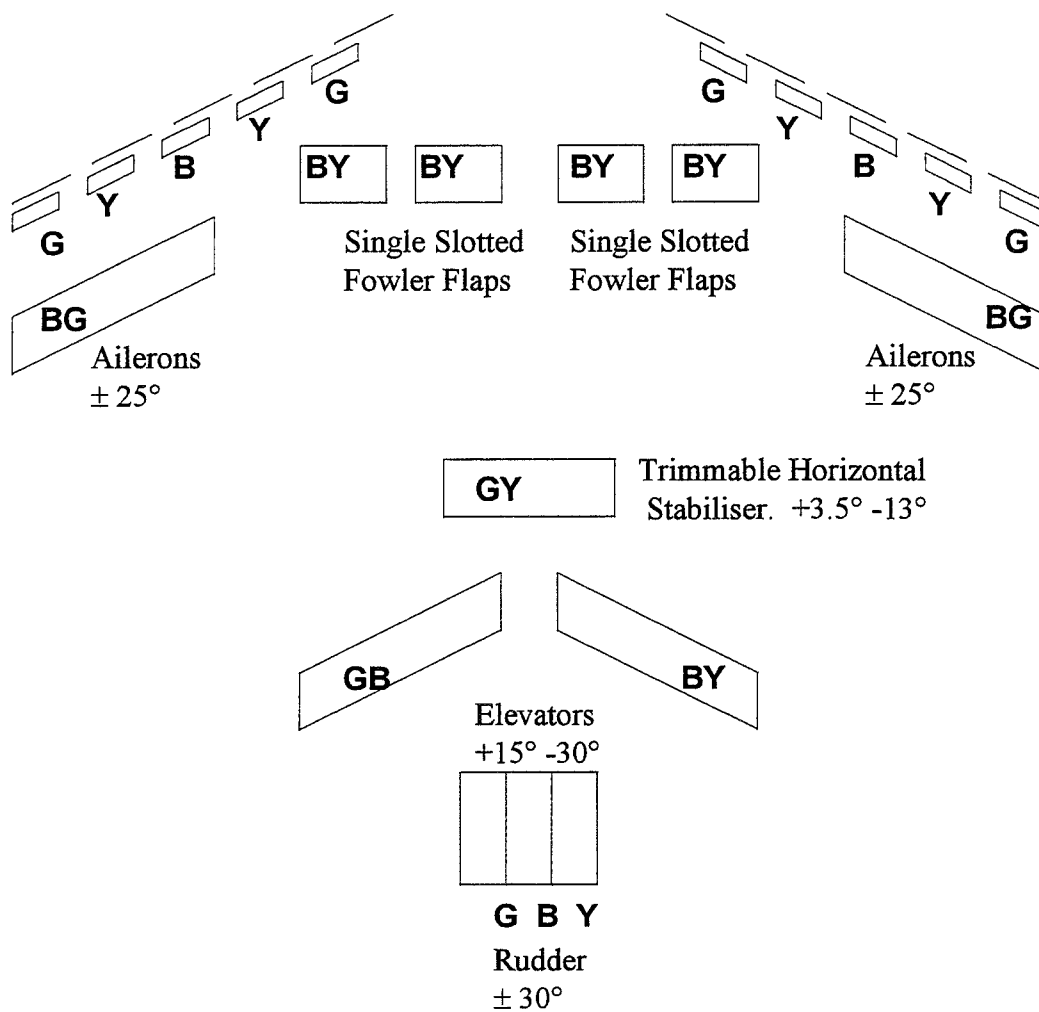 G
G
Y
Y
B
B
Y
Y
G
G
BY BY BY BY
Single Slotted
Fowler Flaps
Single Slotted
Fowler Flaps
BG
Ailerons
± 25°
BG
Ailerons
± 25°
GY
Trimmable Horizontal
Stabiliser. +3.5° -13°
GB
BY
Elevators
+15° -30°
G B Y
Rudder
± 30°